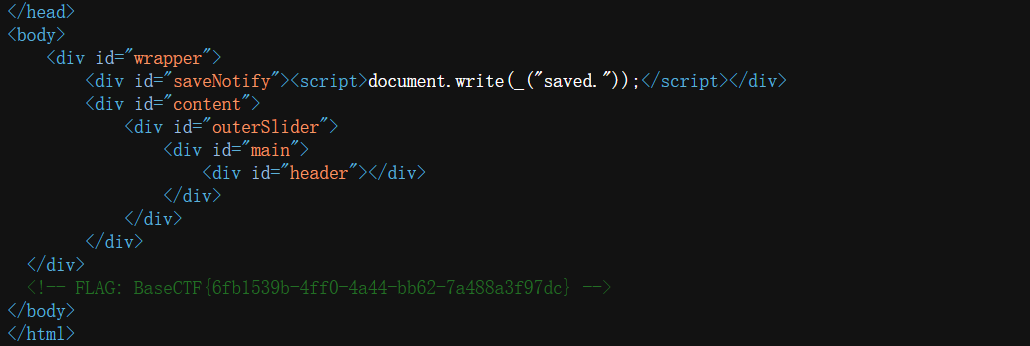 </head>
<body>
<div id="wrapper">
<div id="saveNotify"><script>document.write(_("saved."));</script></div>
<div id="content">
<div id="outerSlider">
<div id="main">
<div id="header"></div>
</div>
</div>
</div>
</div>
<!-- FLAG: BaseCTF{6fb1539b-4ff0-4a44-bb62-7a488a3f97dc} -->
</body>
</html>